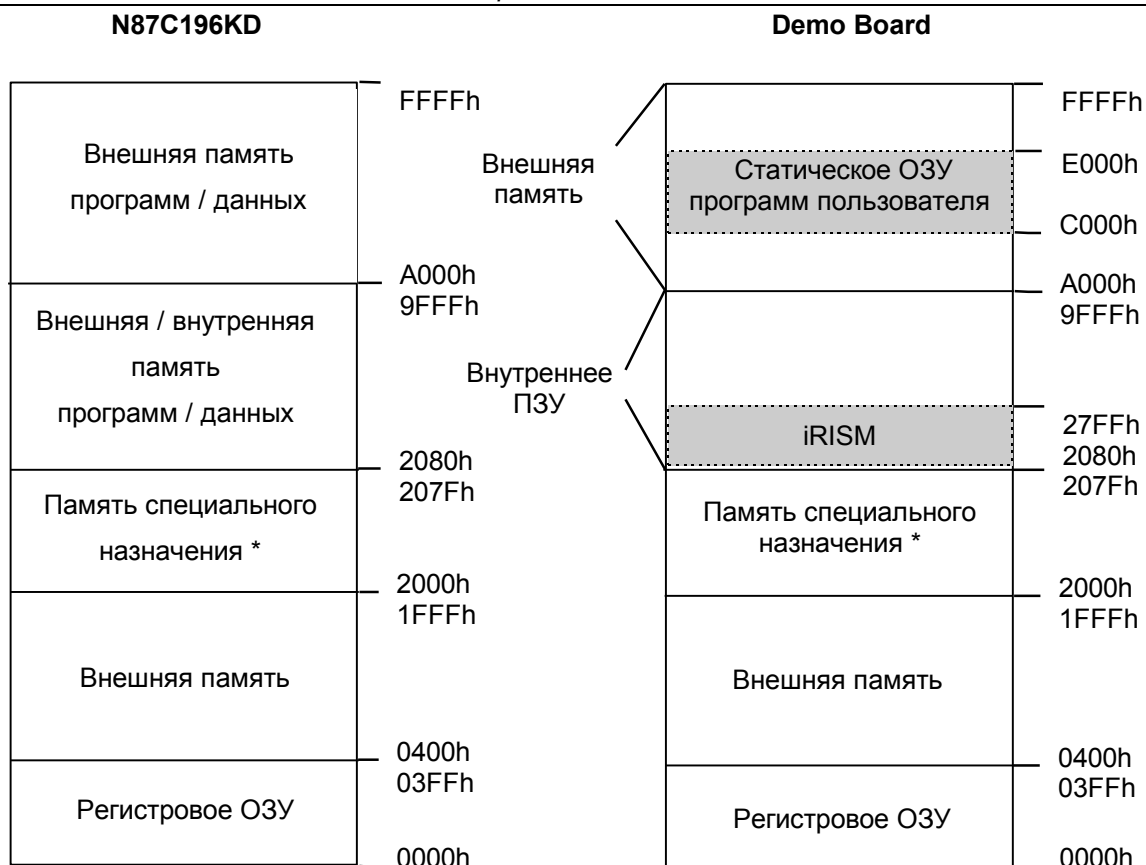 N87C196KD
Demo Board
FFFFh
Внешняя память
программ / данных
A000h
9FFFh
Внешняя / внутренняя
память
программ / данных
2080h
207Fh
Память специального
назначения *
2000h
1FFFh
Внешняя память
0400h
03FFh
Регистровое ОЗУ
0000h
Внешняя
память
Внутреннее
ПЗУ
FFFFh
Статическое ОЗУ
программ пользователя
E000h
C000h
A000h
9FFFh
iRISM
27FFh
2080h
207Fh
Память специального
назначения *
2000h
1FFFh
Внешняя память
0400h
03FFh
Регистровое ОЗУ
0000h